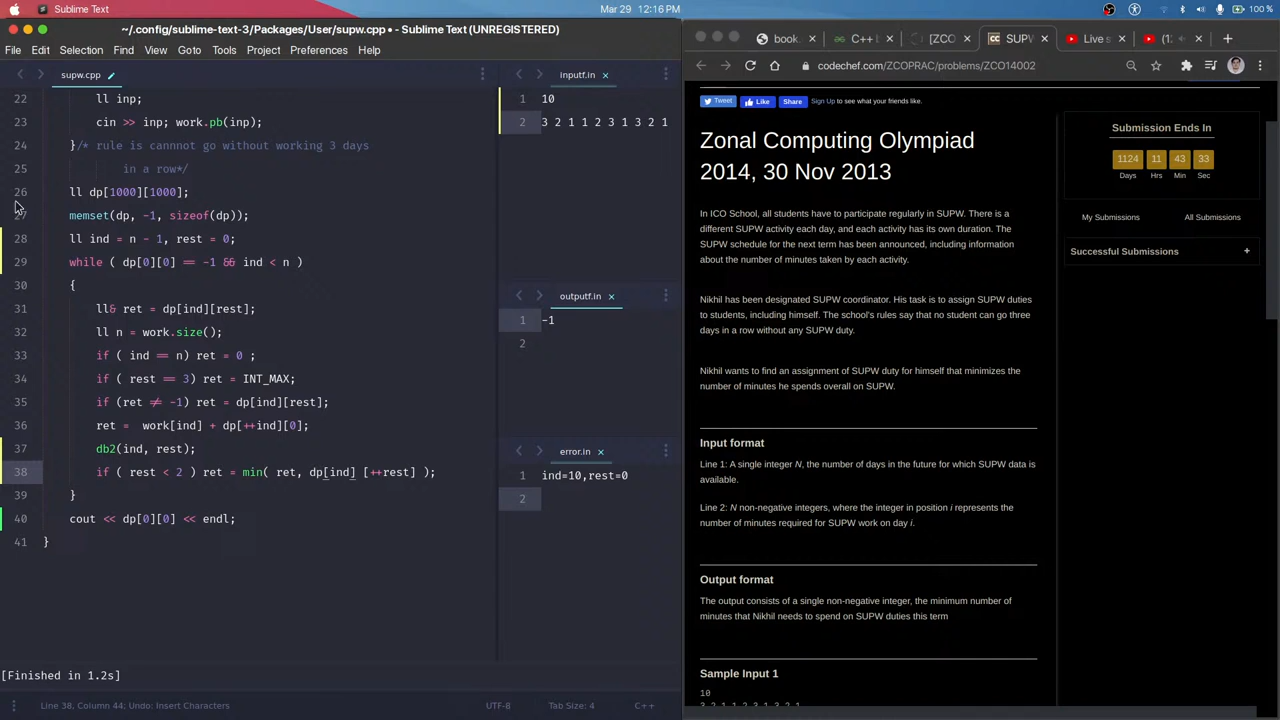 Sublime Text
Mar 29 12:16 PM
100 %
~/.config/sublime-text-3/Packages/User/supw.cpp • - Sublime Text (UNREGISTERED)
File Edit Selection Find View Goto Tools Project Preferences Help
supw.cpp
22 ll inp;
23 cin >> inp; work.pb(inp);
24 }/* rule is cannnot go without working 3 days
25 in a row*/
26 ll dp[1000][1000];
27 memset(dp, -1, sizeof(dp));
28 ll ind = n - 1, rest = 0;
29 while ( dp[0][0] == -1 && ind < n )
30 {
31 ll& ret = dp[ind][rest];
32 ll n = work.size();
33 if ( ind == n) ret = 0 ;
34 if ( rest == 3) ret = INT_MAX;
35 if (ret != -1) ret = dp[ind][rest];
36 ret = work[ind] + dp[++ind][0];
37 db2(ind, rest);
38 if ( rest < 2 ) ret = min( ret, dp[ind] [++rest] );
39 }
40 cout << dp[0][0] << endl;
41 }
[Finished in 1.2s]
Line 38, Column 44; Undo: Insert Characters
UTF-8
Tab Size: 4
C++
inputf.in
1 10
2 3 2 1 1 2 3 1 3 2 1
outputf.in
1 -1
2
error.in
1 ind=10,rest=0
2
book
C++ L
[ZCO
SUPW
Live s
(1
codechef.com/ZCOPRAC/problems/ZCO14002
Tweet Like Share Sign Up to see what your friends like.
Zonal Computing Olympiad
2014, 30 Nov 2013
In ICO School, all students have to participate regularly in SUPW. There is a
different SUPW activity each day, and each activity has its own duration. The
SUPW schedule for the next term has been announced, including information
about the number of minutes taken by each activity.
Nikhil has been designated SUPW coordinator. His task is to assign SUPW duties
to students, including himself. The school's rules say that no student can go three
days in a row without any SUPW duty.
Nikhil wants to find an assignment of SUPW duty for himself that minimizes the
number of minutes he spends overall on SUPW.
Input format
Line 1: A single integer N, the number of days in the future for which SUPW data is
available.
Line 2: N non-negative integers, where the integer in position i represents the
number of minutes required for SUPW work on day i.
Output format
The output consists of a single non-negative integer, the minimum number of
minutes that Nikhil needs to spend on SUPW duties this term
Sample Input 1
10
3 2 1 1 2 3 1 3 2 1
Submission Ends In
1124 11 43 33
Days Hrs Min Sec
My Submissions All Submissions
Successful Submissions +